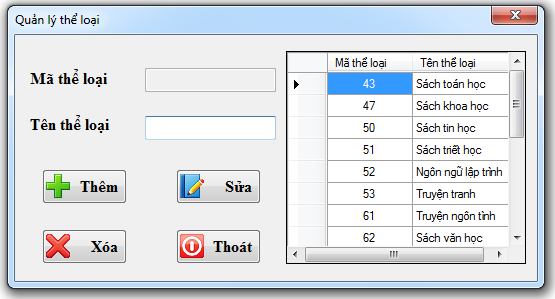 Quản lý thể loại
Mã thể loại
Tên thể loại
Thêm
Sửa
Xóa
Thoát
Mã thể loại Tên thể loại
43 Sách toán học
47 Sách khoa học
50 Sách tin học
51 Sách triết học
52 Ngôn ngữ lập trình
53 Truyện tranh
61 Truyện ngôn tình
62 Sách văn học